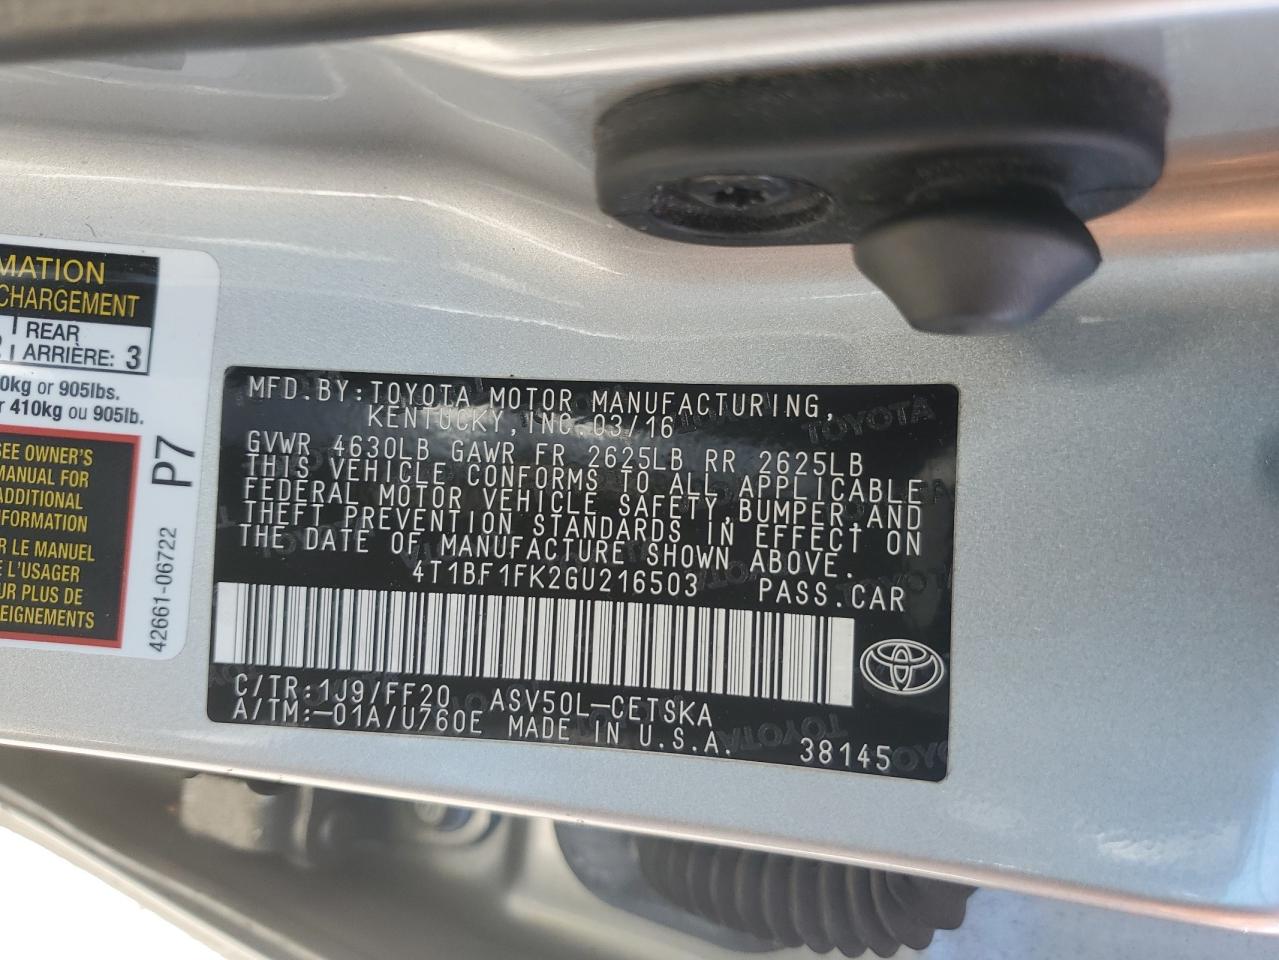 MATION
CHARGEMENT
REAR
ARRIÈRE: 3
0kg or 905lbs.
r 410kg ou 905lb.
SEE OWNER'S
MANUAL FOR
ADDITIONAL
NFORMATION
R LE MANUEL
E L'USAGER
UR PLUS DE
EIGNEMENTS
42661-06722 P7
MFD.BY:TOYOTA MOTOR MANUFACTURING,
KENTUCKY,INC.03/16
GVWR 4630LB GAWR FR 2625LB RR 2625LB
THIS VEHICLE CONFORMS TO ALL APPLICABLE
FEDERAL MOTOR VEHICLE SAFETY,BUMPER,AND
THEFT PREVENTION STANDARDS IN EFFECT ON
THE DATE OF MANUFACTURE SHOWN ABOVE.
4T1BF1FK2GU216503 PASS.CAR
C/TR:1J9/FF20 ASV50L-CETSKA
A/TM:-01A/U760E MADE IN U.S.A. 38145